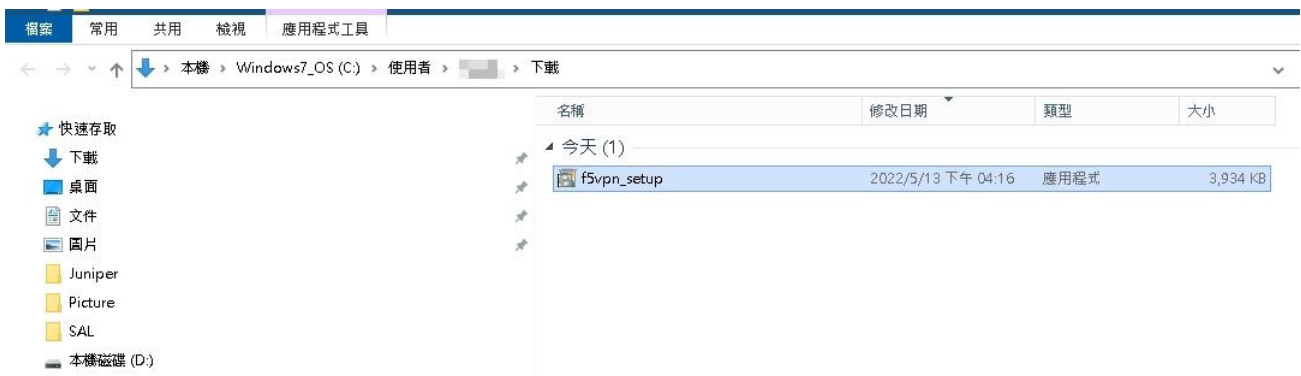 檔案 常用 共用 檢視 應用程式工具
本機 › Windows7_OS (C:) › 使用者 › › 下載
名稱 修改日期 類型 大小
快速存取
今天 (1)
下載
f5vpn_setup 2022/5/13 下午 04:16 應用程式 3,934 KB
桌面
文件
圖片
Juniper
Picture
SAL
本機磁碟 (D:)